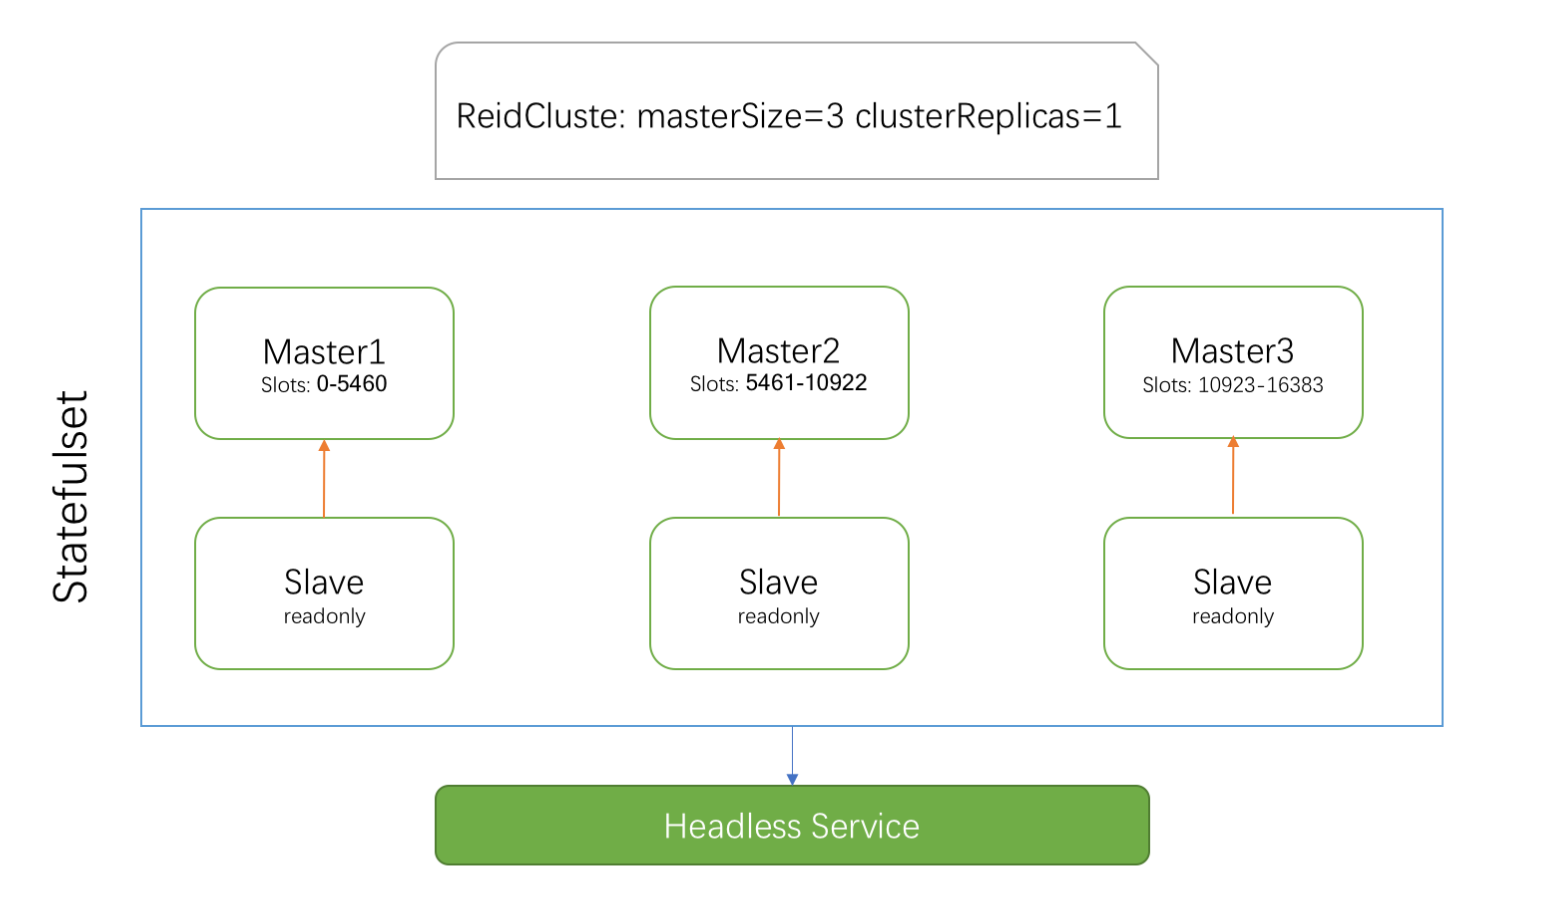 ReidCluste: masterSize=3 clusterReplicas=1
Statefulset
Master1
Slots: 0-5460
Master2
Slots: 5461-10922
Master3
Slots: 10923-16383
Slave
readonly
Slave
readonly
Slave
readonly
Headless Service